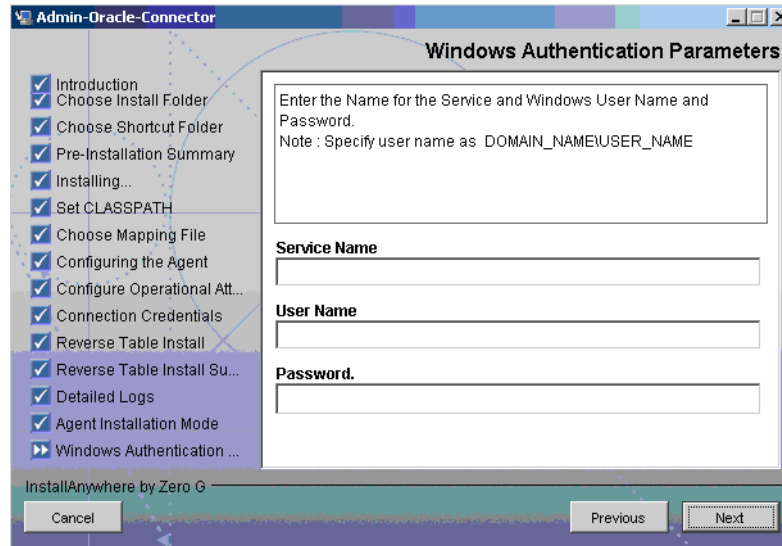 Admin-Oracle-Connector
Windows Authentication Parameters
Introduction
Choose Install Folder
Choose Shortcut Folder
Pre-Installation Summary
Installing...
Set CLASSPATH
Choose Mapping File
Configuring the Agent
Configure Operational Att...
Connection Credentials
Reverse Table Install
Reverse Table Install Su...
Detailed Logs
Agent Installation Mode
Windows Authentication ...
Enter the Name for the Service and Windows User Name and
Password.
Note : Specify user name as DOMAIN_NAME\USER_NAME
Service Name
User Name
Password.
InstallAnywhere by Zero G
Cancel
Previous
Next